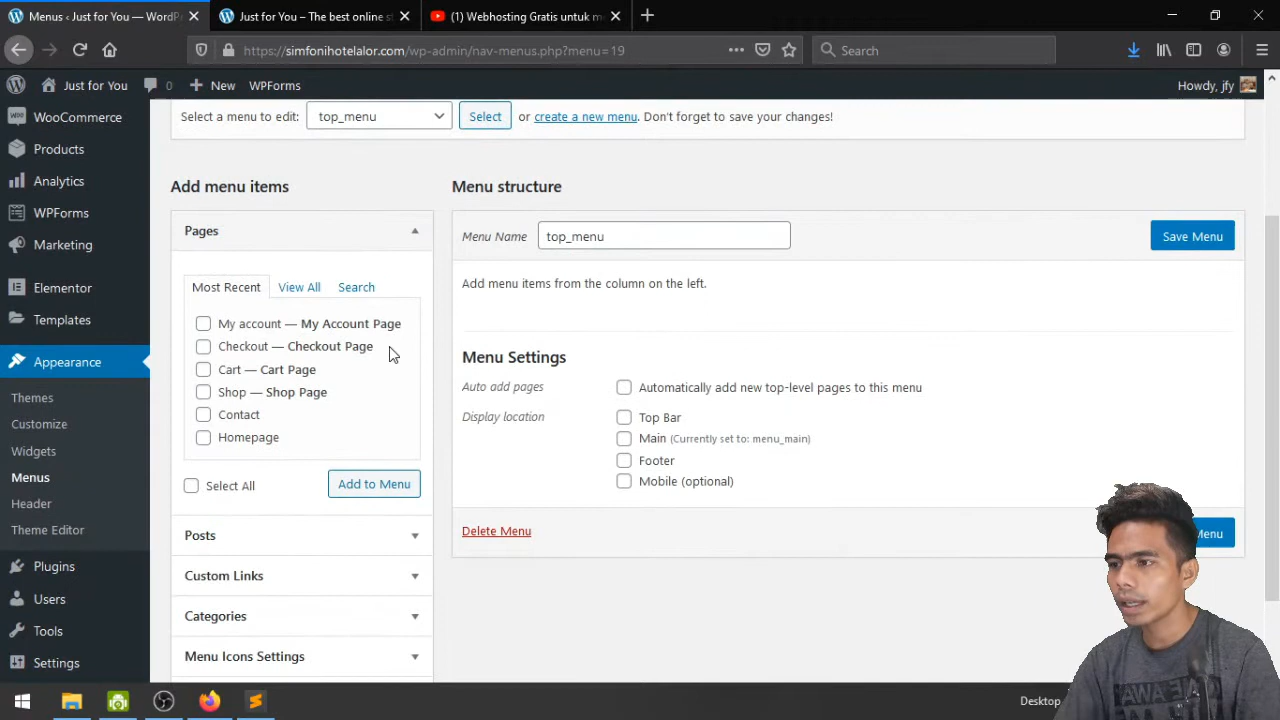 Menus ‹ Just for You — WordP
Just for You – The best online st
(1) Webhosting Gratis untuk me
https://simfonihotelalor.com/wp-admin/nav-menus.php?menu=19
Search
Just for You
0
New
WPForms
Howdy, jfy
WooCommerce
Products
Analytics
WPForms
Marketing
Elementor
Templates
Appearance
Themes
Customize
Widgets
Menus
Header
Theme Editor
Plugins
Users
Tools
Settings
Select a menu to edit: top_menu Select or create a new menu. Don't forget to save your changes!
Add menu items
Pages
Most Recent View All Search
My account — My Account Page
Checkout — Checkout Page
Cart — Cart Page
Shop — Shop Page
Contact
Homepage
Select All Add to Menu
Posts
Custom Links
Categories
Menu Icons Settings
Menu structure
Menu Name top_menu Save Menu
Add menu items from the column on the left.
Menu Settings
Auto add pages Automatically add new top-level pages to this menu
Display location Top Bar
Main (Currently set to: menu_main)
Footer
Mobile (optional)
Delete Menu Menu
Desktop